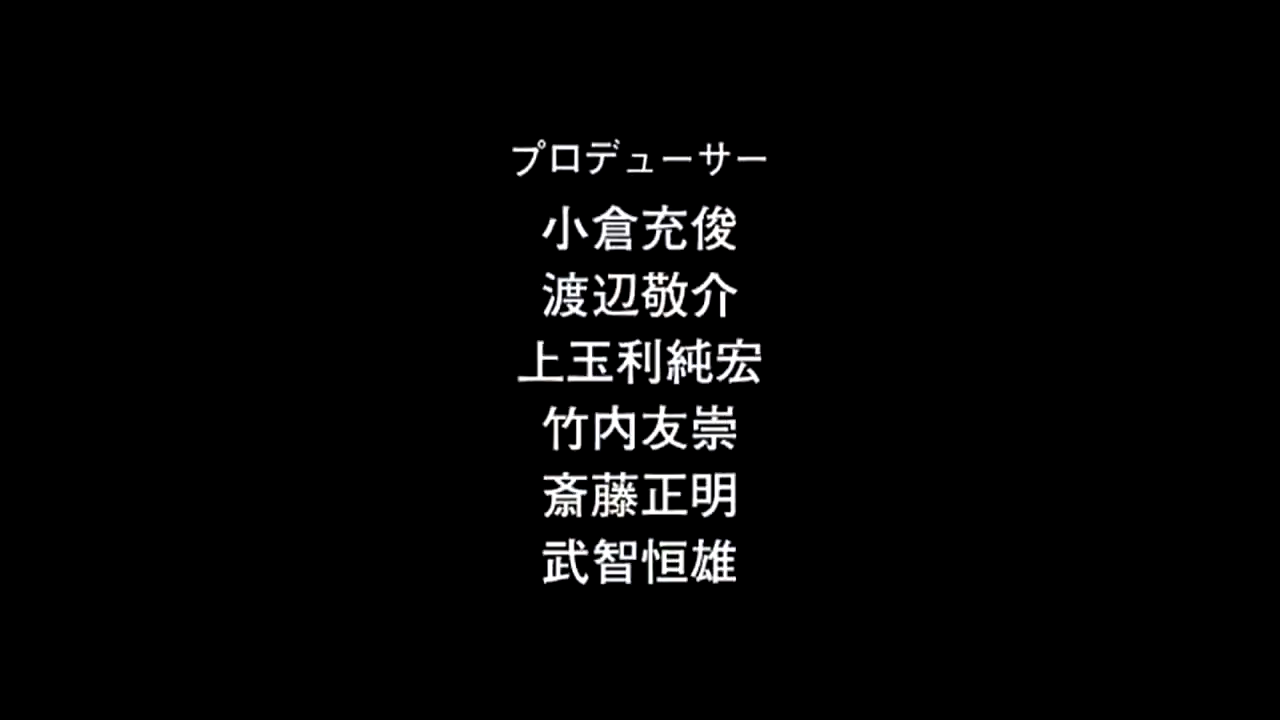 プロデューサー
小倉充俊
渡辺敬介
上玉利純宏
竹内友崇
斎藤正明
武智恒雄